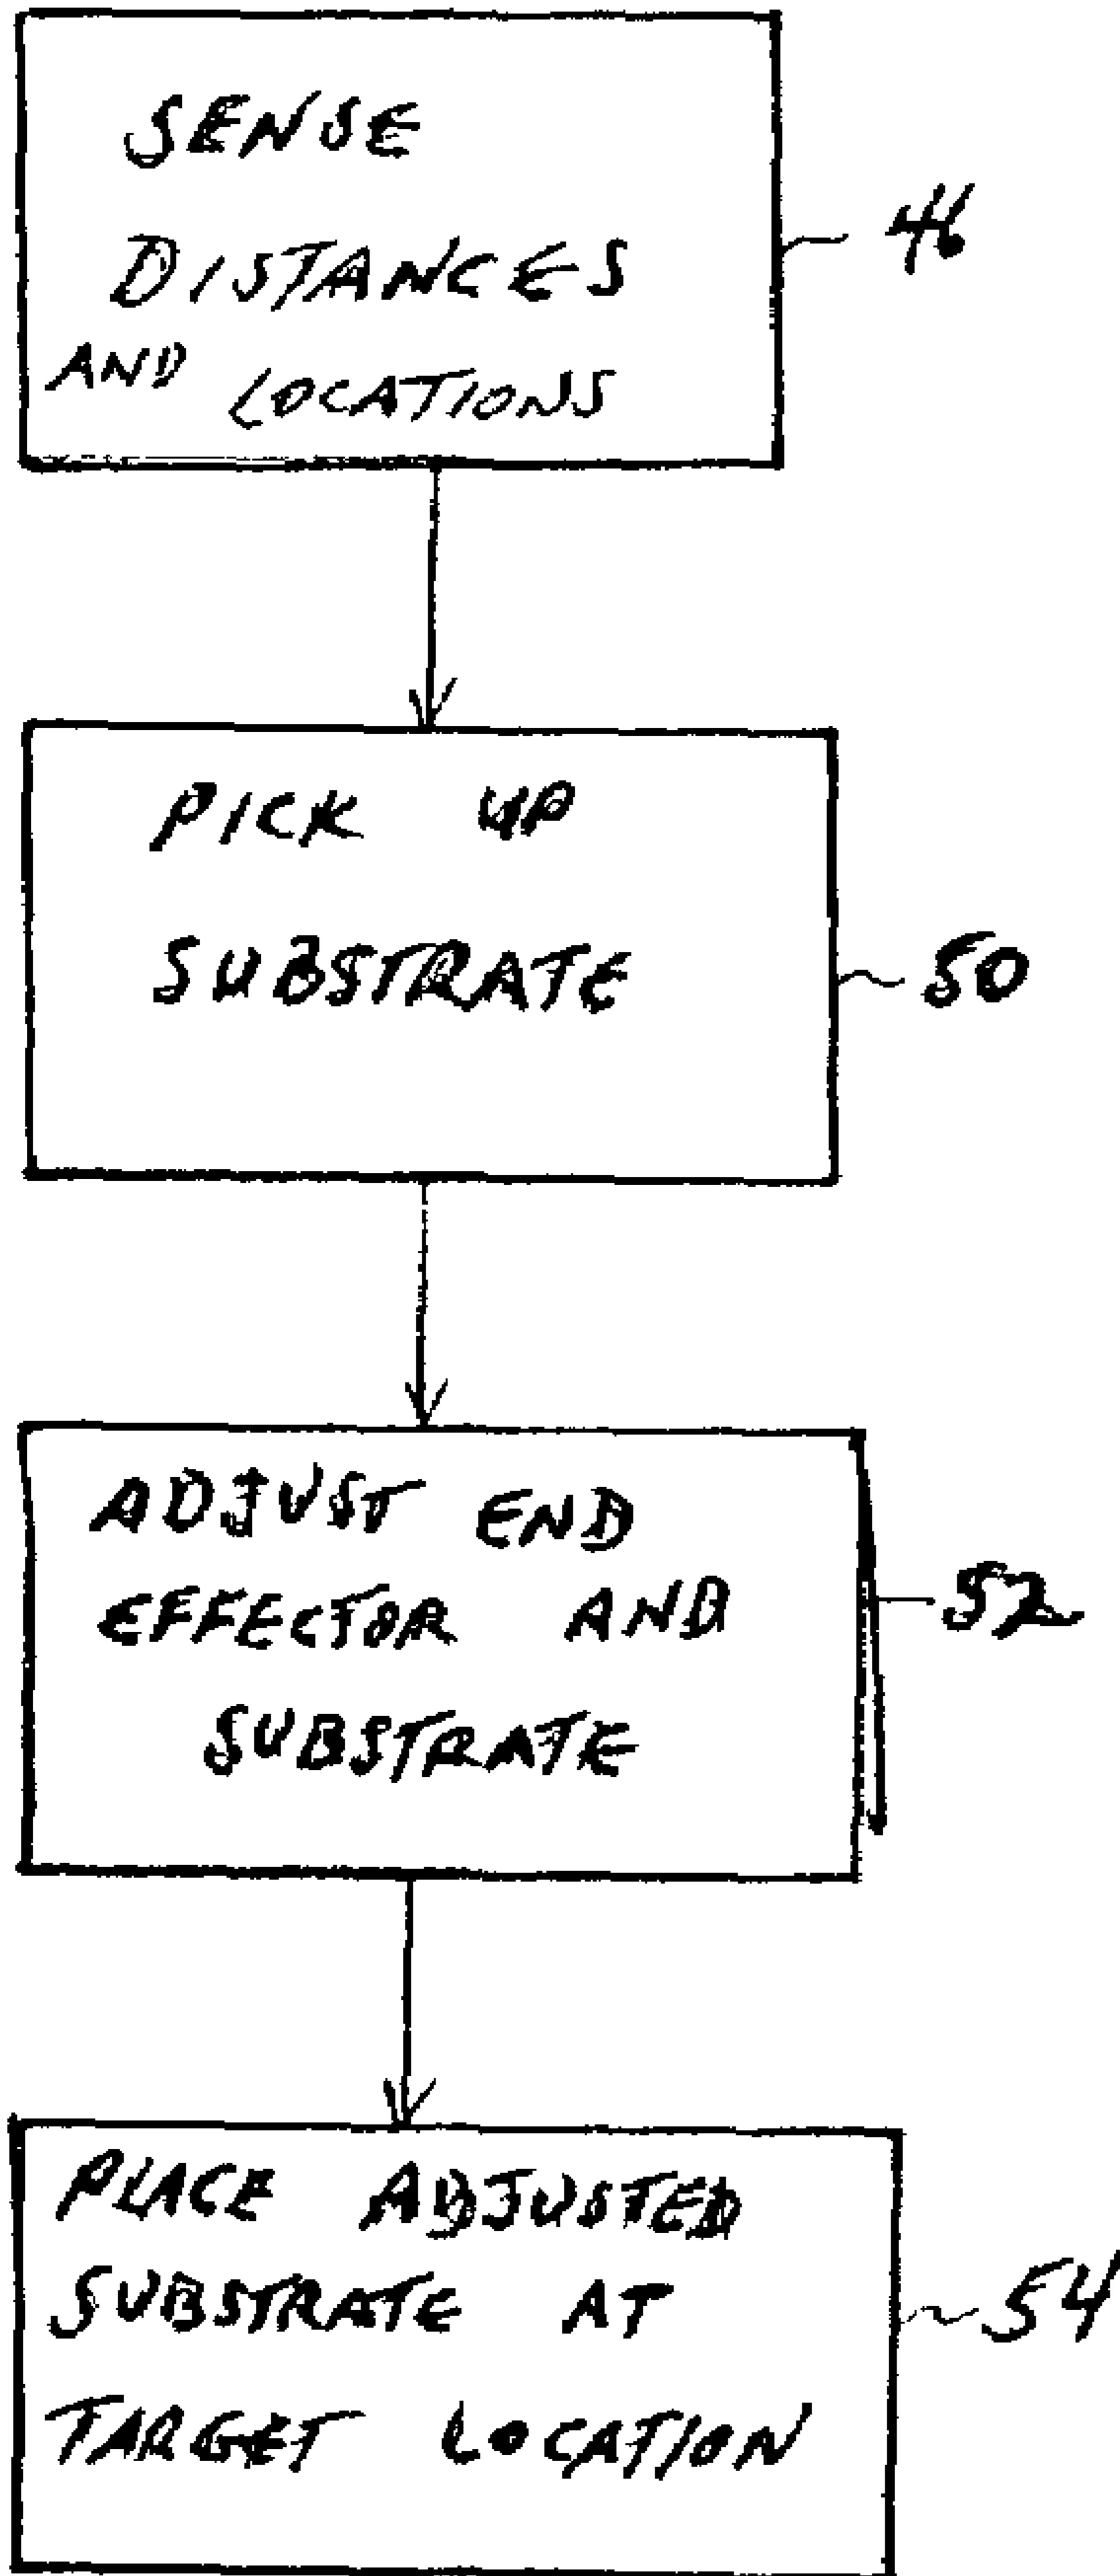 SENSE
DISTANCES
AND LOCATIONS
46
PICK UP
SUBSTRATE
50
ADJUST END
EFFECTOR AND
SUBSTRATE
52
PLACE ADJUSTED
SUBSTRATE AT
TARGET LOCATION
54